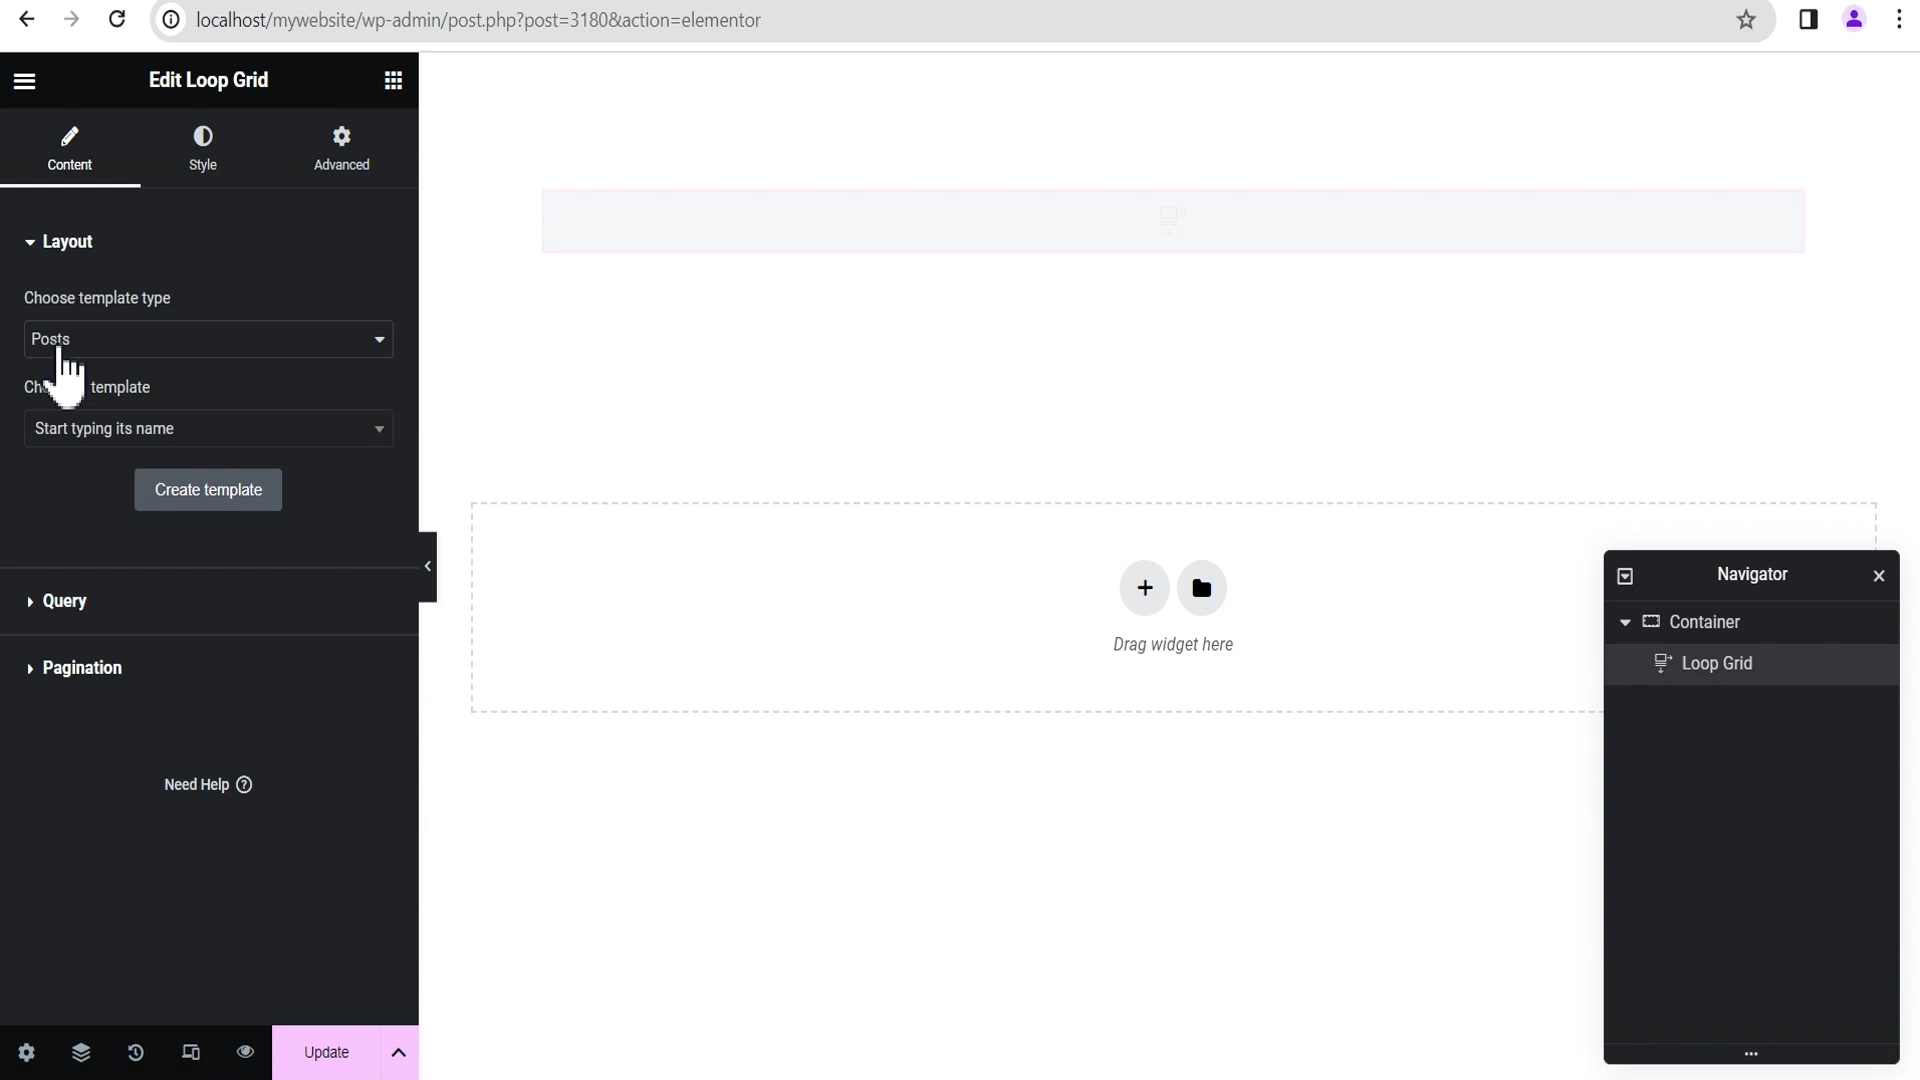 localhost/mywebsite/wp-admin/post.php?post=3180&action=elementor
Edit Loop Grid
Content
Style
Advanced
Layout
Choose template type
Posts
template
Start typing its name
Create template
Query
Pagination
Need Help
Update
Drag widget here
Navigator
Container
Loop Grid